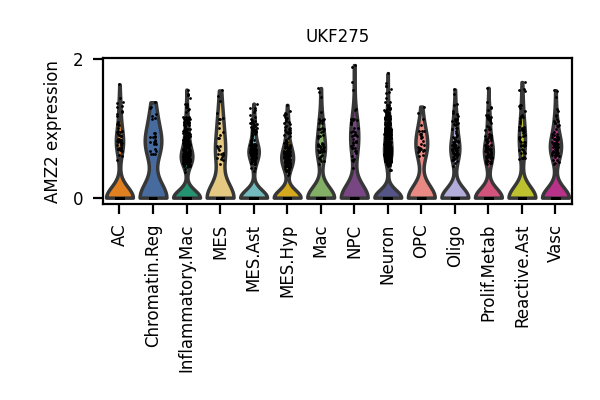 UKF275
AMZ2 expression
2
0
AC
Chromatin.Reg
Inflammatory.Mac
MES
MES.Ast
MES.Hyp
Mac
NPC
Neuron
OPC
Oligo
Prolif.Metab
Reactive.Ast
Vasc